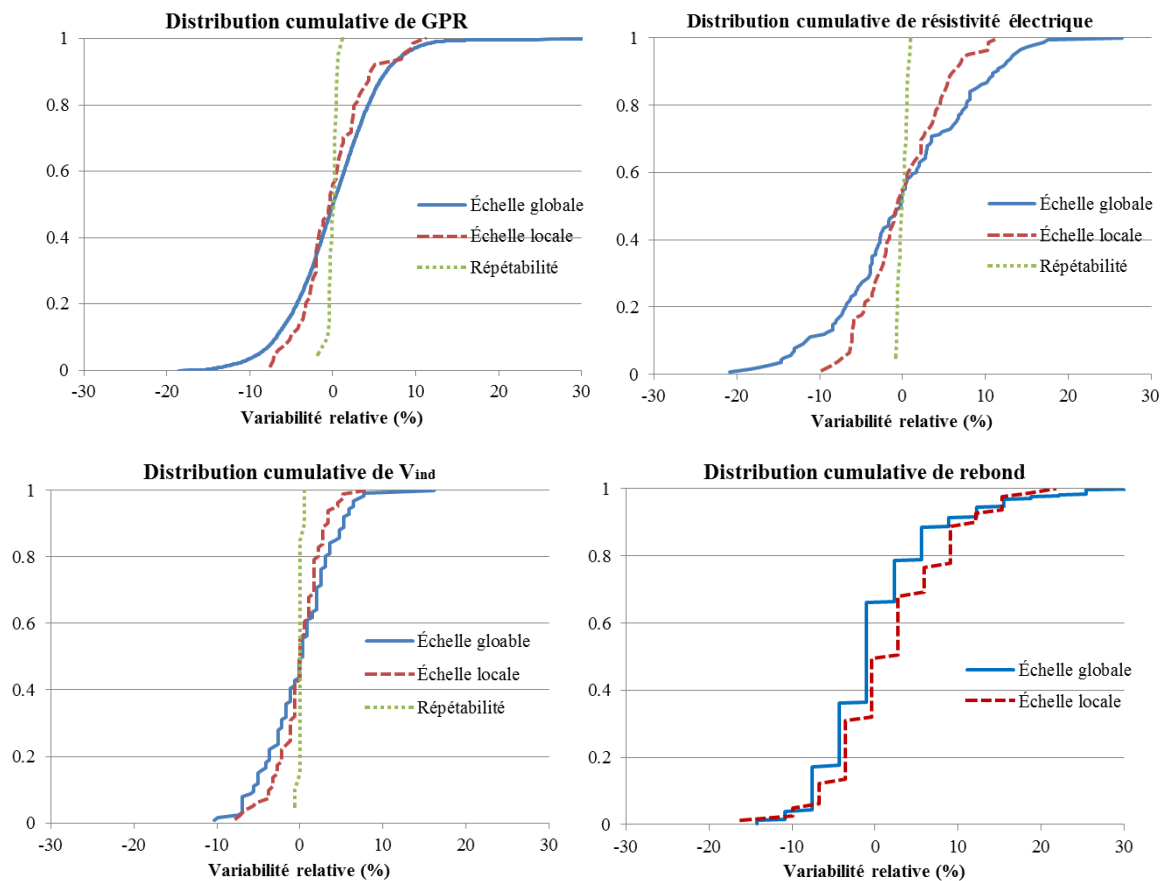 Distribution cumulative de GPR
1
0.8
0.6
0.4
0.2
0
-30
-20
-10
0
10
20
30
Échelle globale
Échelle locale
Répétabilité
Variabilité relative (%)
Distribution cumulative de résistivité électrique
1
0.8
0.6
0.4
0.2
0
-30
-20
-10
0
10
20
30
Échelle globale
Échelle locale
Répétabilité
Variabilité relative (%)
Distribution cumulative de Vind
1
0.8
0.6
0.4
0.2
0
-30
-20
-10
0
10
20
30
Échelle gloable
Échelle locale
Répétabilité
Variabilité relative (%)
Distribution cumulative de rebond
1
0.8
0.6
0.4
0.2
0
-30
-20
-10
0
10
20
30
Échelle globale
Échelle locale
Variabilité relative (%)